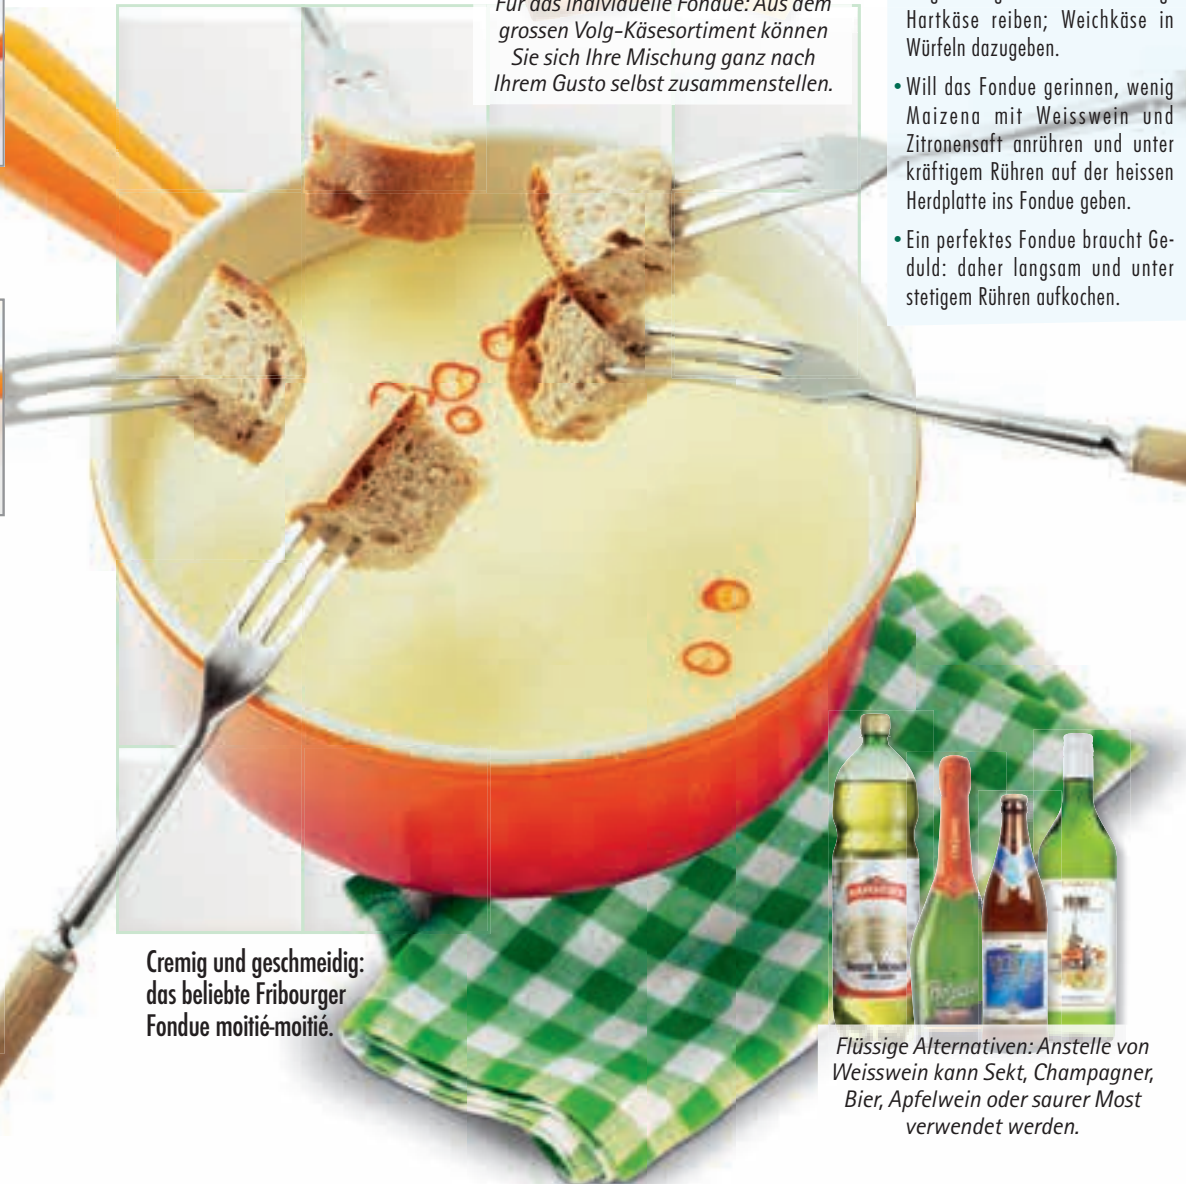 Für das individuelle Fondue: Aus dem
grossen Volg-Käsesortiment können
Sie sich Ihre Mischung ganz nach
Ihrem Gusto selbst zusammenstellen.
Hartkäse reiben; Weichkäse in
Würfeln dazugeben.
• Will das Fondue gerinnen, wenig
Maizena mit Weisswein und
Zitronensaft anrühren und unter
kräftigem Rühren auf der heissen
Herdplatte ins Fondue geben.
• Ein perfektes Fondue braucht Ge-
duld: daher langsam und unter
stetigem Rühren aufkochen.
Cremig und geschmeidig:
das beliebte Fribourger
Fondue moitié-moitié.
Flüssige Alternativen: Anstelle von
Weisswein kann Sekt, Champagner,
Bier, Apfelwein oder saurer Most
verwendet werden.